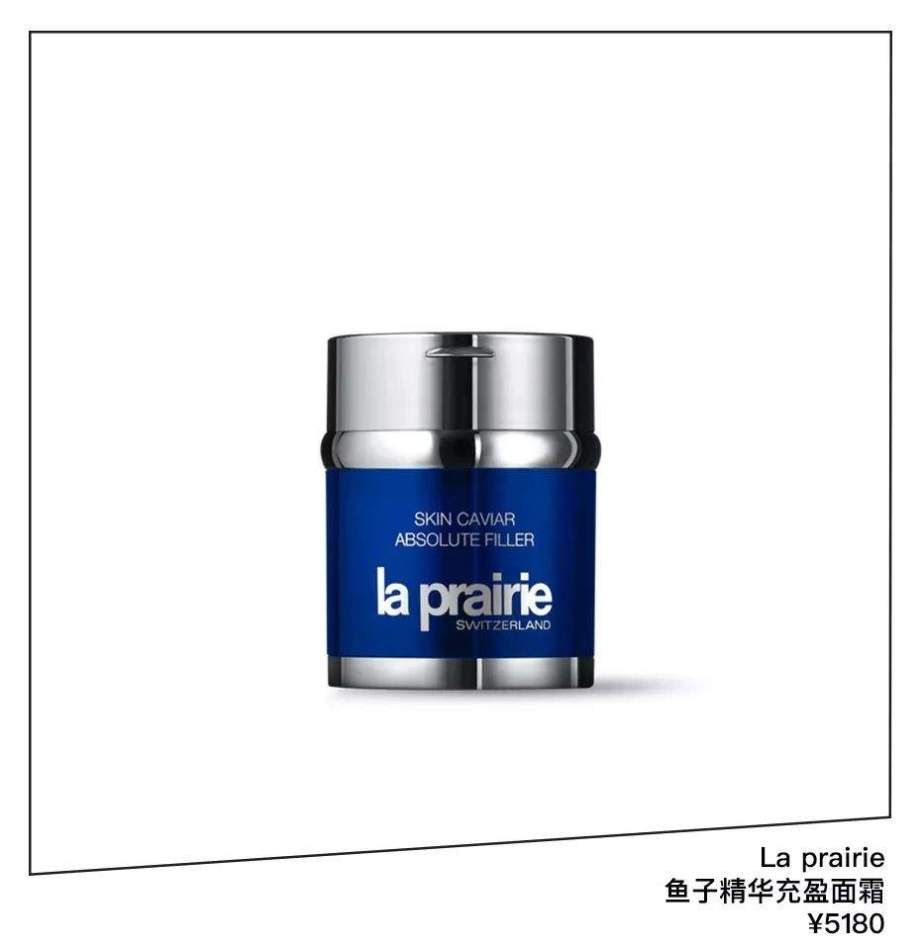 SKIN CAVIAR
ABSOLUTE FILLER
la prairie
SWITZERLAND
La prairie
鱼子精华充盈面霜
¥5180